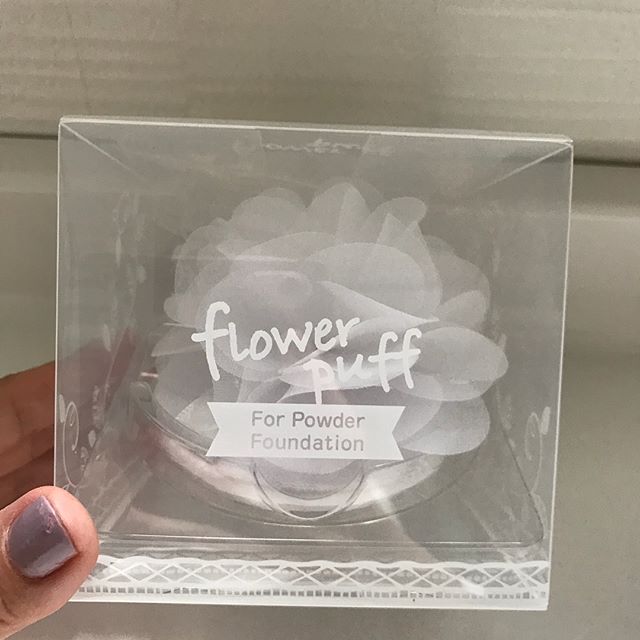 flower
puff
For Powder
Foundation